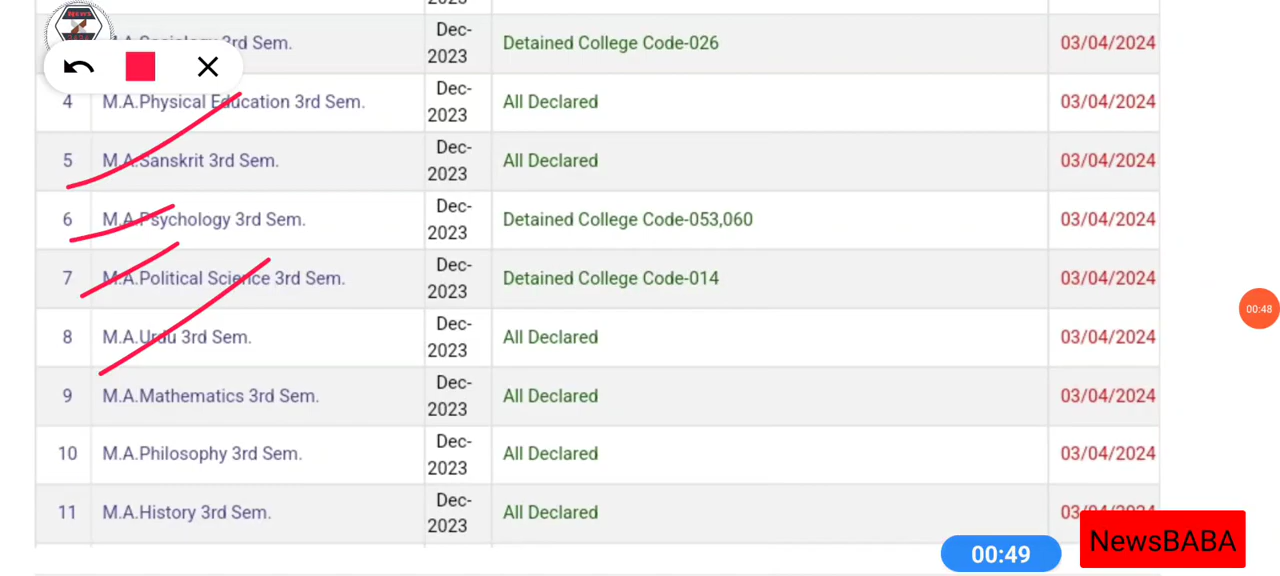 2023
Dec-
M.A.Sociology 3rd Sem. 2023 Detained College Code-026 03/04/2024
Dec-
4 M.A.Physical Education 3rd Sem. 2023 All Declared 03/04/2024
Dec-
5 M.A.Sanskrit 3rd Sem. 2023 All Declared 03/04/2024
Dec-
6 M.A.Psychology 3rd Sem. 2023 Detained College Code-053,060 03/04/2024
Dec-
7 M.A.Political Science 3rd Sem. 2023 Detained College Code-014 03/04/2024
00:48
Dec-
8 M.A.Urdu 3rd Sem. 2023 All Declared 03/04/2024
Dec-
9 M.A.Mathematics 3rd Sem. 2023 All Declared 03/04/2024
Dec-
10 M.A.Philosophy 3rd Sem. 2023 All Declared 03/04/2024
Dec-
11 M.A.History 3rd Sem. 2023 All Declared 03/04/2024
00:49
NewsBABA